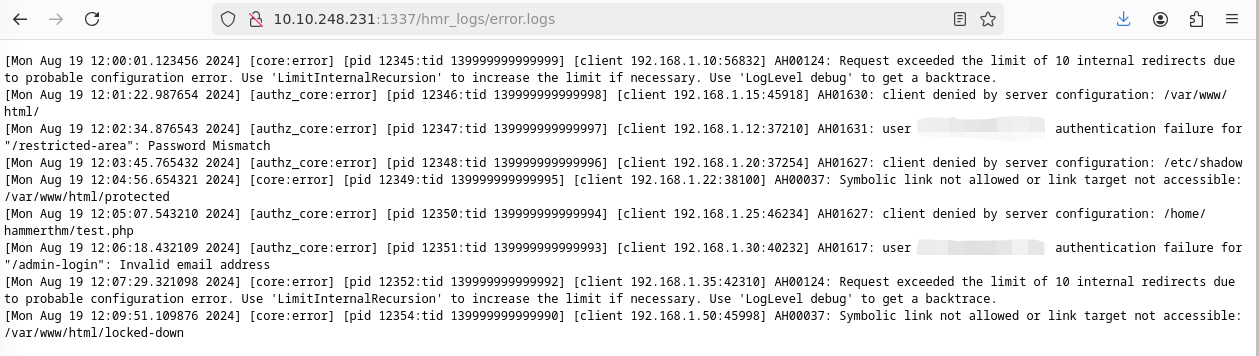 10.10.248.231:1337/hmr_logs/error.logs
[Mon Aug 19 12:00:01.123456 2024] [core:error] [pid 12345:tid 139999999999999] [client 192.168.1.10:56832] AH00124: Request exceeded the limit of 10 internal redirects due
to probable configuration error. Use 'LimitInternalRecursion' to increase the limit if necessary. Use 'LogLevel debug' to get a backtrace.
[Mon Aug 19 12:01:22.987654 2024] [authz_core:error] [pid 12346:tid 139999999999998] [client 192.168.1.15:45918] AH01630: client denied by server configuration: /var/www/
html/
[Mon Aug 19 12:02:34.876543 2024] [authz_core:error] [pid 12347:tid 139999999999997] [client 192.168.1.12:37210] AH01631: user authentication failure for
"/restricted-area": Password Mismatch
[Mon Aug 19 12:03:45.765432 2024] [authz_core:error] [pid 12348:tid 139999999999996] [client 192.168.1.20:37254] AH01627: client denied by server configuration: /etc/shadow
[Mon Aug 19 12:04:56.654321 2024] [core:error] [pid 12349:tid 139999999999995] [client 192.168.1.22:38100] AH00037: Symbolic link not allowed or link target not accessible:
/var/www/html/protected
[Mon Aug 19 12:05:07.543210 2024] [authz_core:error] [pid 12350:tid 139999999999994] [client 192.168.1.25:46234] AH01627: client denied by server configuration: /home/
hammerthm/test.php
[Mon Aug 19 12:06:18.432109 2024] [authz_core:error] [pid 12351:tid 139999999999993] [client 192.168.1.30:40232] AH01617: user authentication failure for
"/admin-login": Invalid email address
[Mon Aug 19 12:07:29.321098 2024] [core:error] [pid 12352:tid 139999999999992] [client 192.168.1.35:42310] AH00124: Request exceeded the limit of 10 internal redirects due
to probable configuration error. Use 'LimitInternalRecursion' to increase the limit if necessary. Use 'LogLevel debug' to get a backtrace.
[Mon Aug 19 12:09:51.109876 2024] [core:error] [pid 12354:tid 139999999999990] [client 192.168.1.50:45998] AH00037: Symbolic link not allowed or link target not accessible:
/var/www/html/locked-down